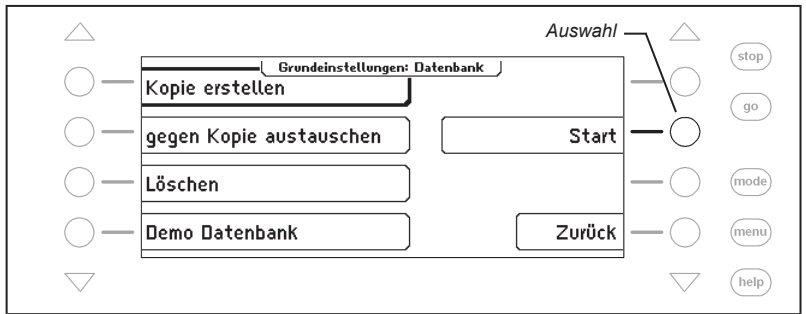 Auswahl
stop
Grundeinstellungen: Datenbank
Kopie erstellen
go
gegen Kopie austauschen
Start
Löschen
mode
Demo Datenbank
Zurück
menu
help